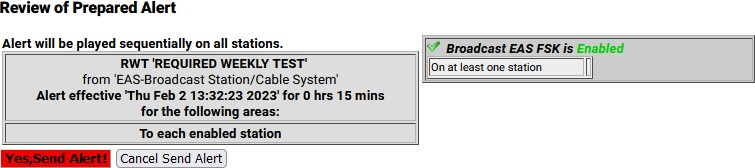 Review of Prepared Alert
Alert will be played sequentially on all stations.
RWT 'REQUIRED WEEKLY TEST'
from 'EAS-Broadcast Station/Cable System'
Alert effective 'Thu Feb 2 13:32:23 2023' for 0 hrs 15 mins
for the following areas:
To each enabled station
Yes,Send Alert! Cancel Send Alert
Broadcast EAS FSK is Enabled
On at least one station